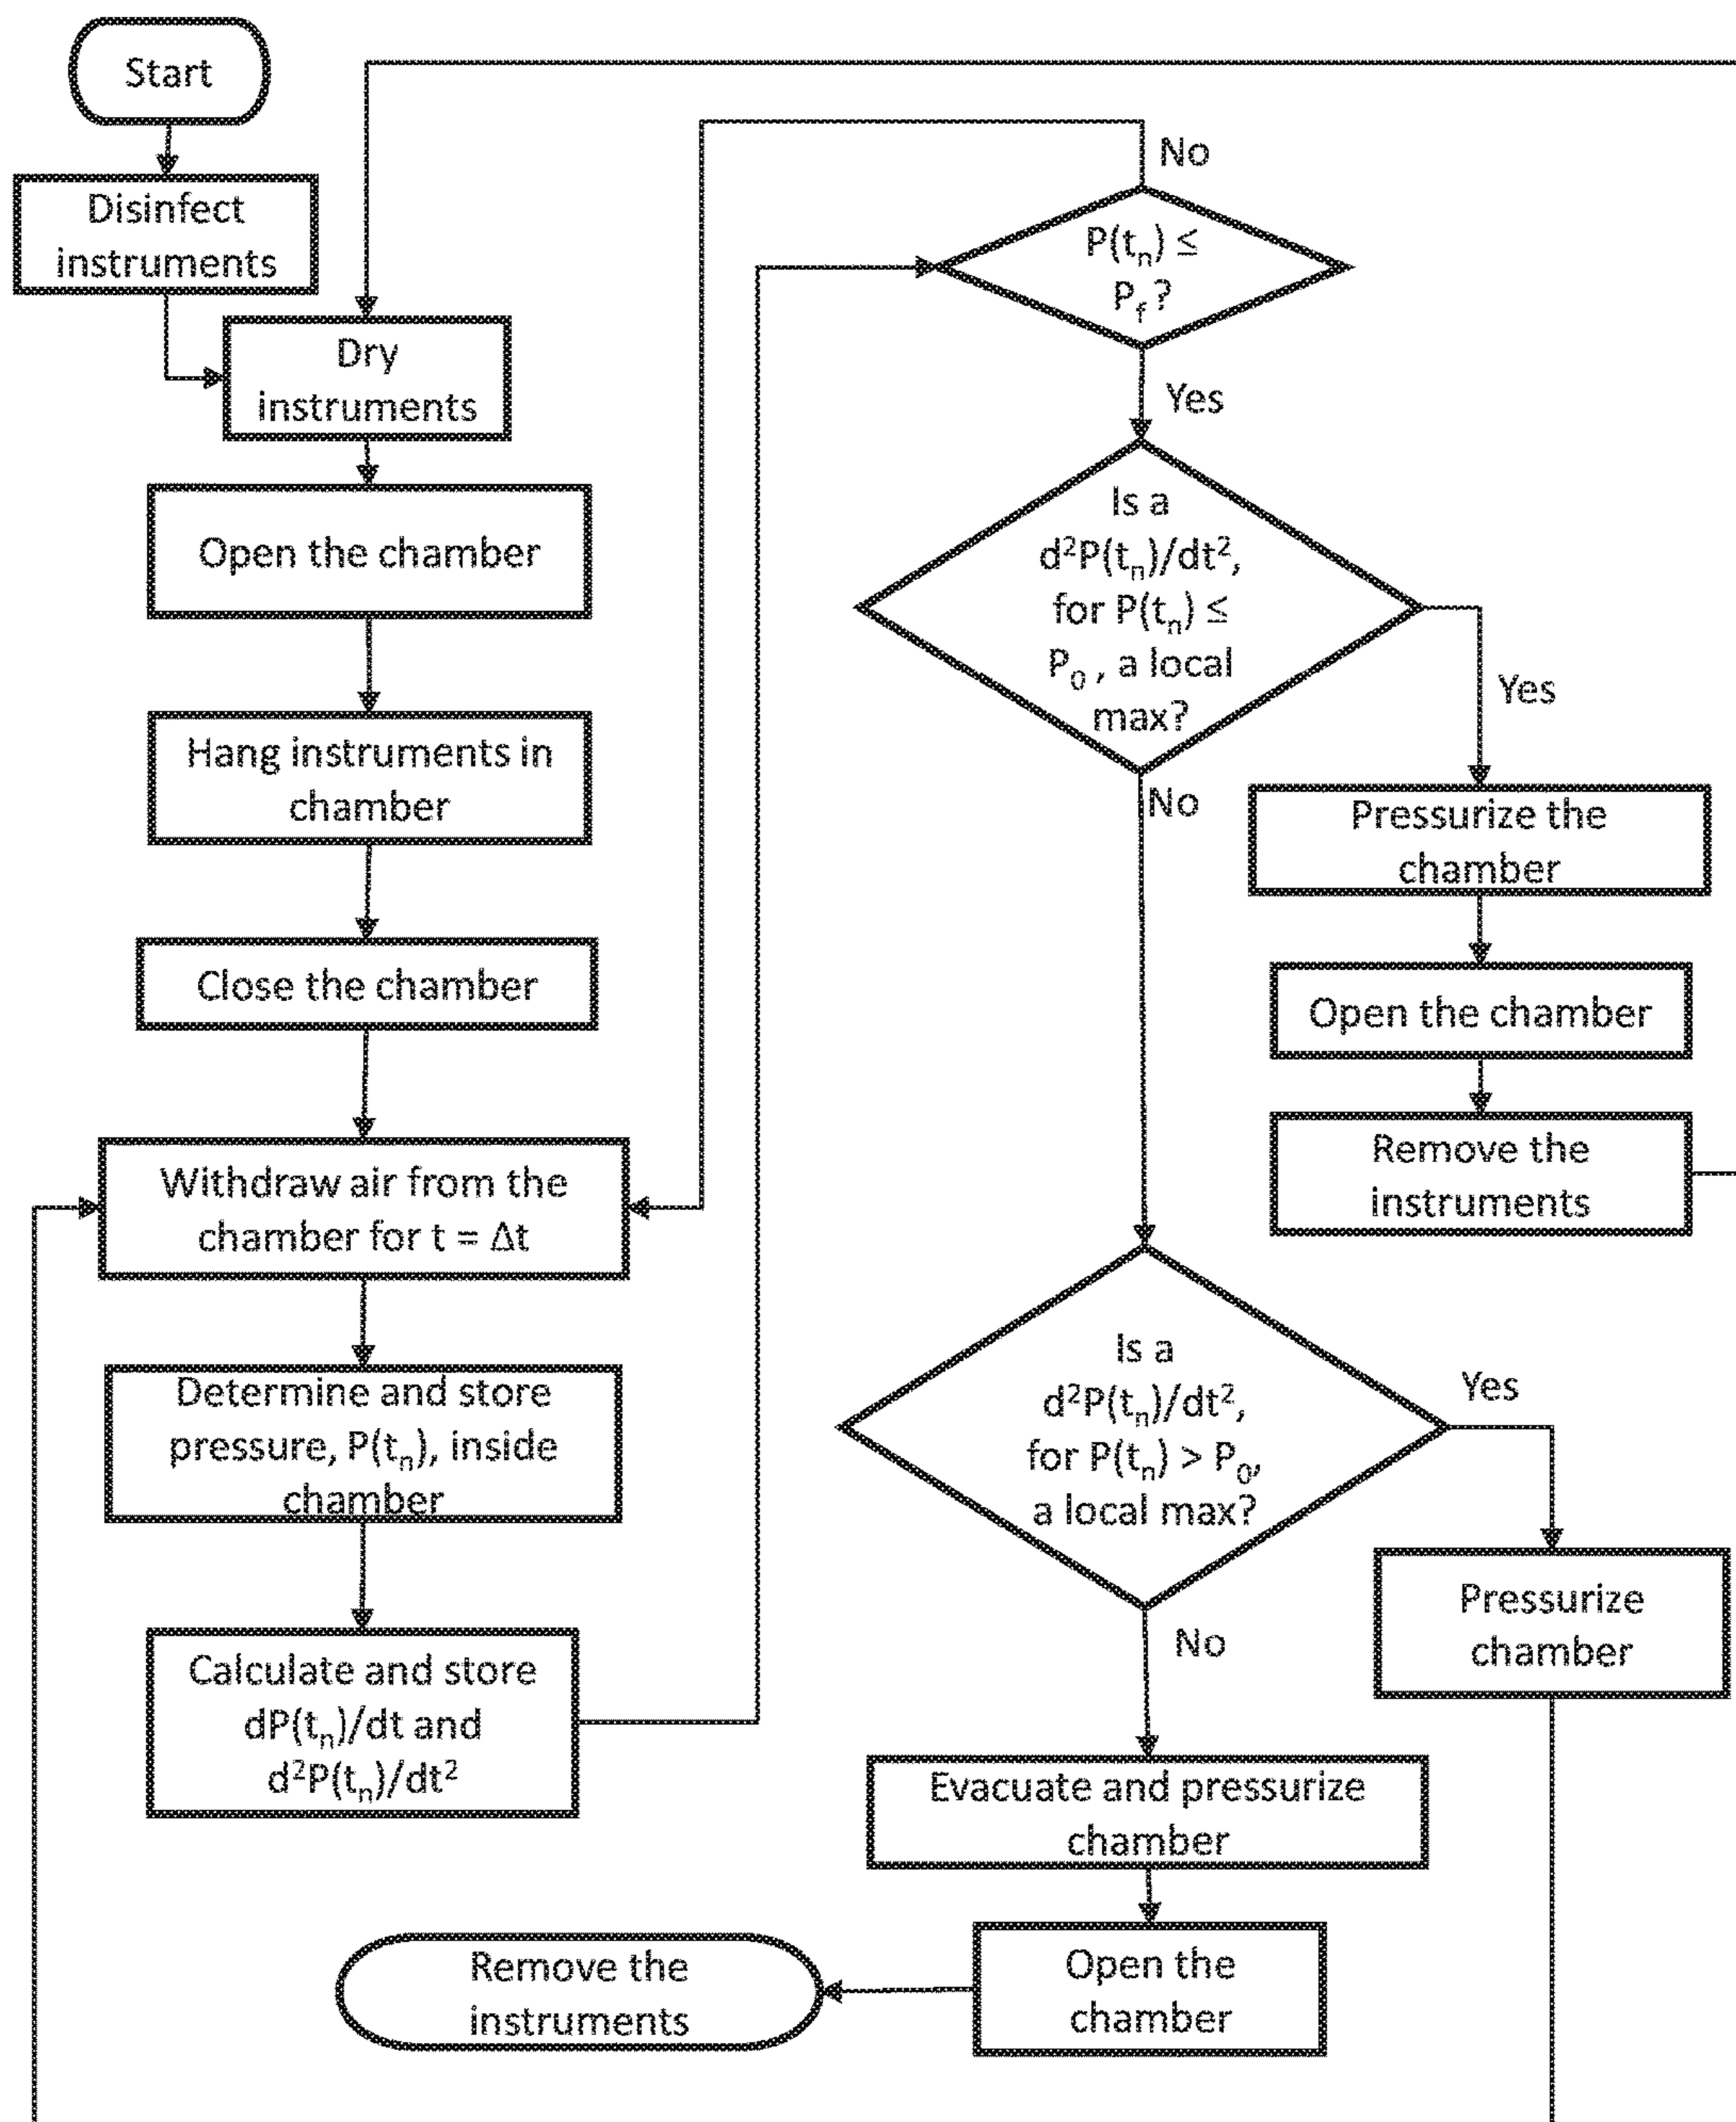 Start
Disinfect
instruments
Dry
instruments
Open the chamber
Hang instruments in
chamber
Close the chamber
Withdraw air from the
chamber for t = Δt
Determine and store
pressure, P(tₙ), inside
chamber
Calculate and store
dP(tₙ)/dt and
d²P(tₙ)/dt²
No
P(tₙ) ≤
P_f ?
Yes
Is a
d²P(tₙ)/dt²,
for P(tₙ) ≤
P₀ , a local
max?
Yes
No
Pressurize the
chamber
Open the chamber
Remove the
instruments
Is a
d²P(tₙ)/dt²,
for P(tₙ) > P₀,
a local max?
Yes
No
Pressurize
chamber
Evacuate and pressurize
chamber
Open the
chamber
Remove the
instruments